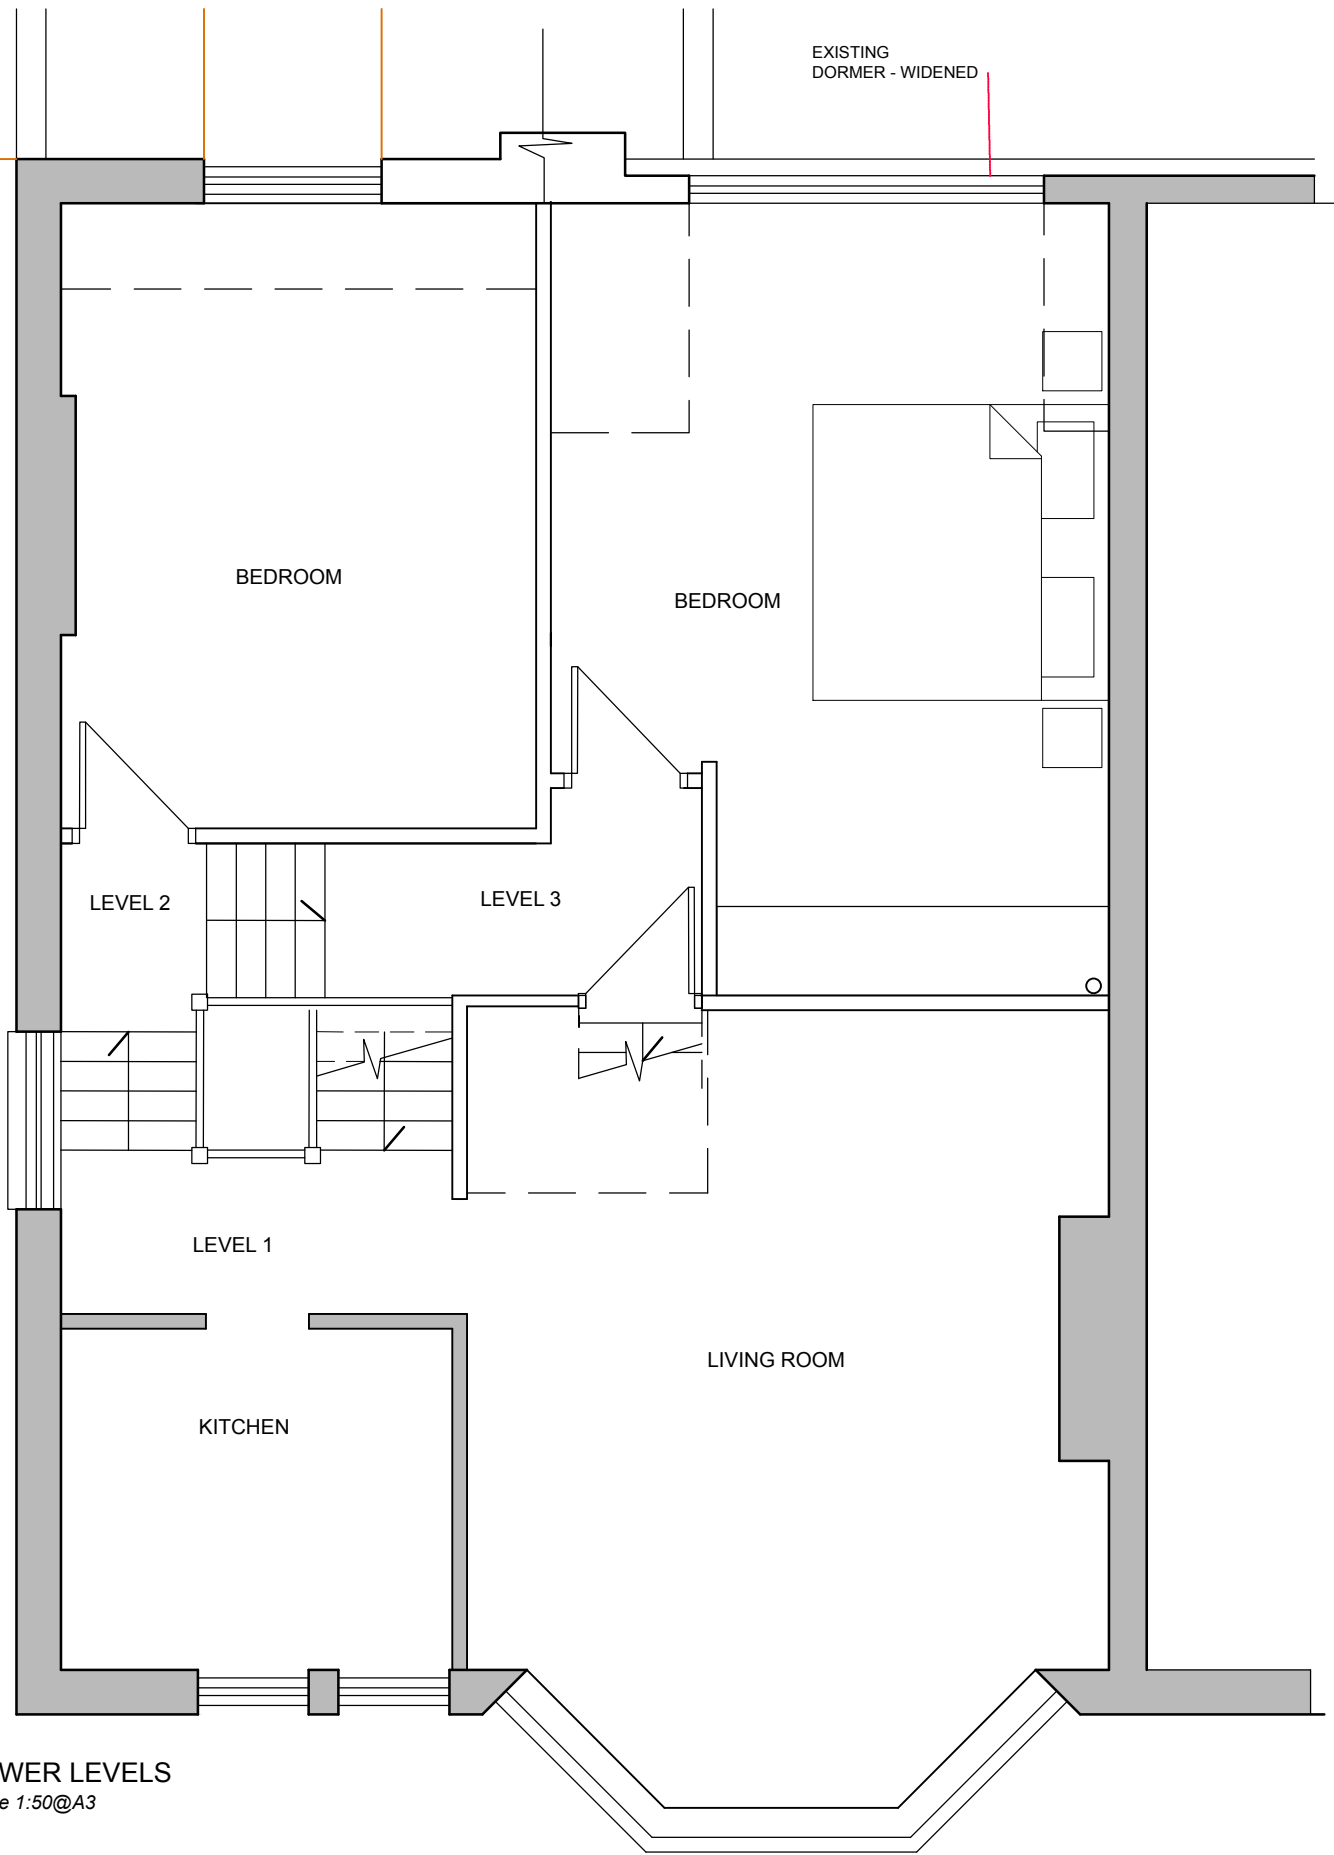 EXISTING
DORMER - WIDENED
BEDROOM
BEDROOM
LEVEL 2
LEVEL 3
LEVEL 1
LIVING ROOM
KITCHEN
WER LEVELS
e 1:50@A3